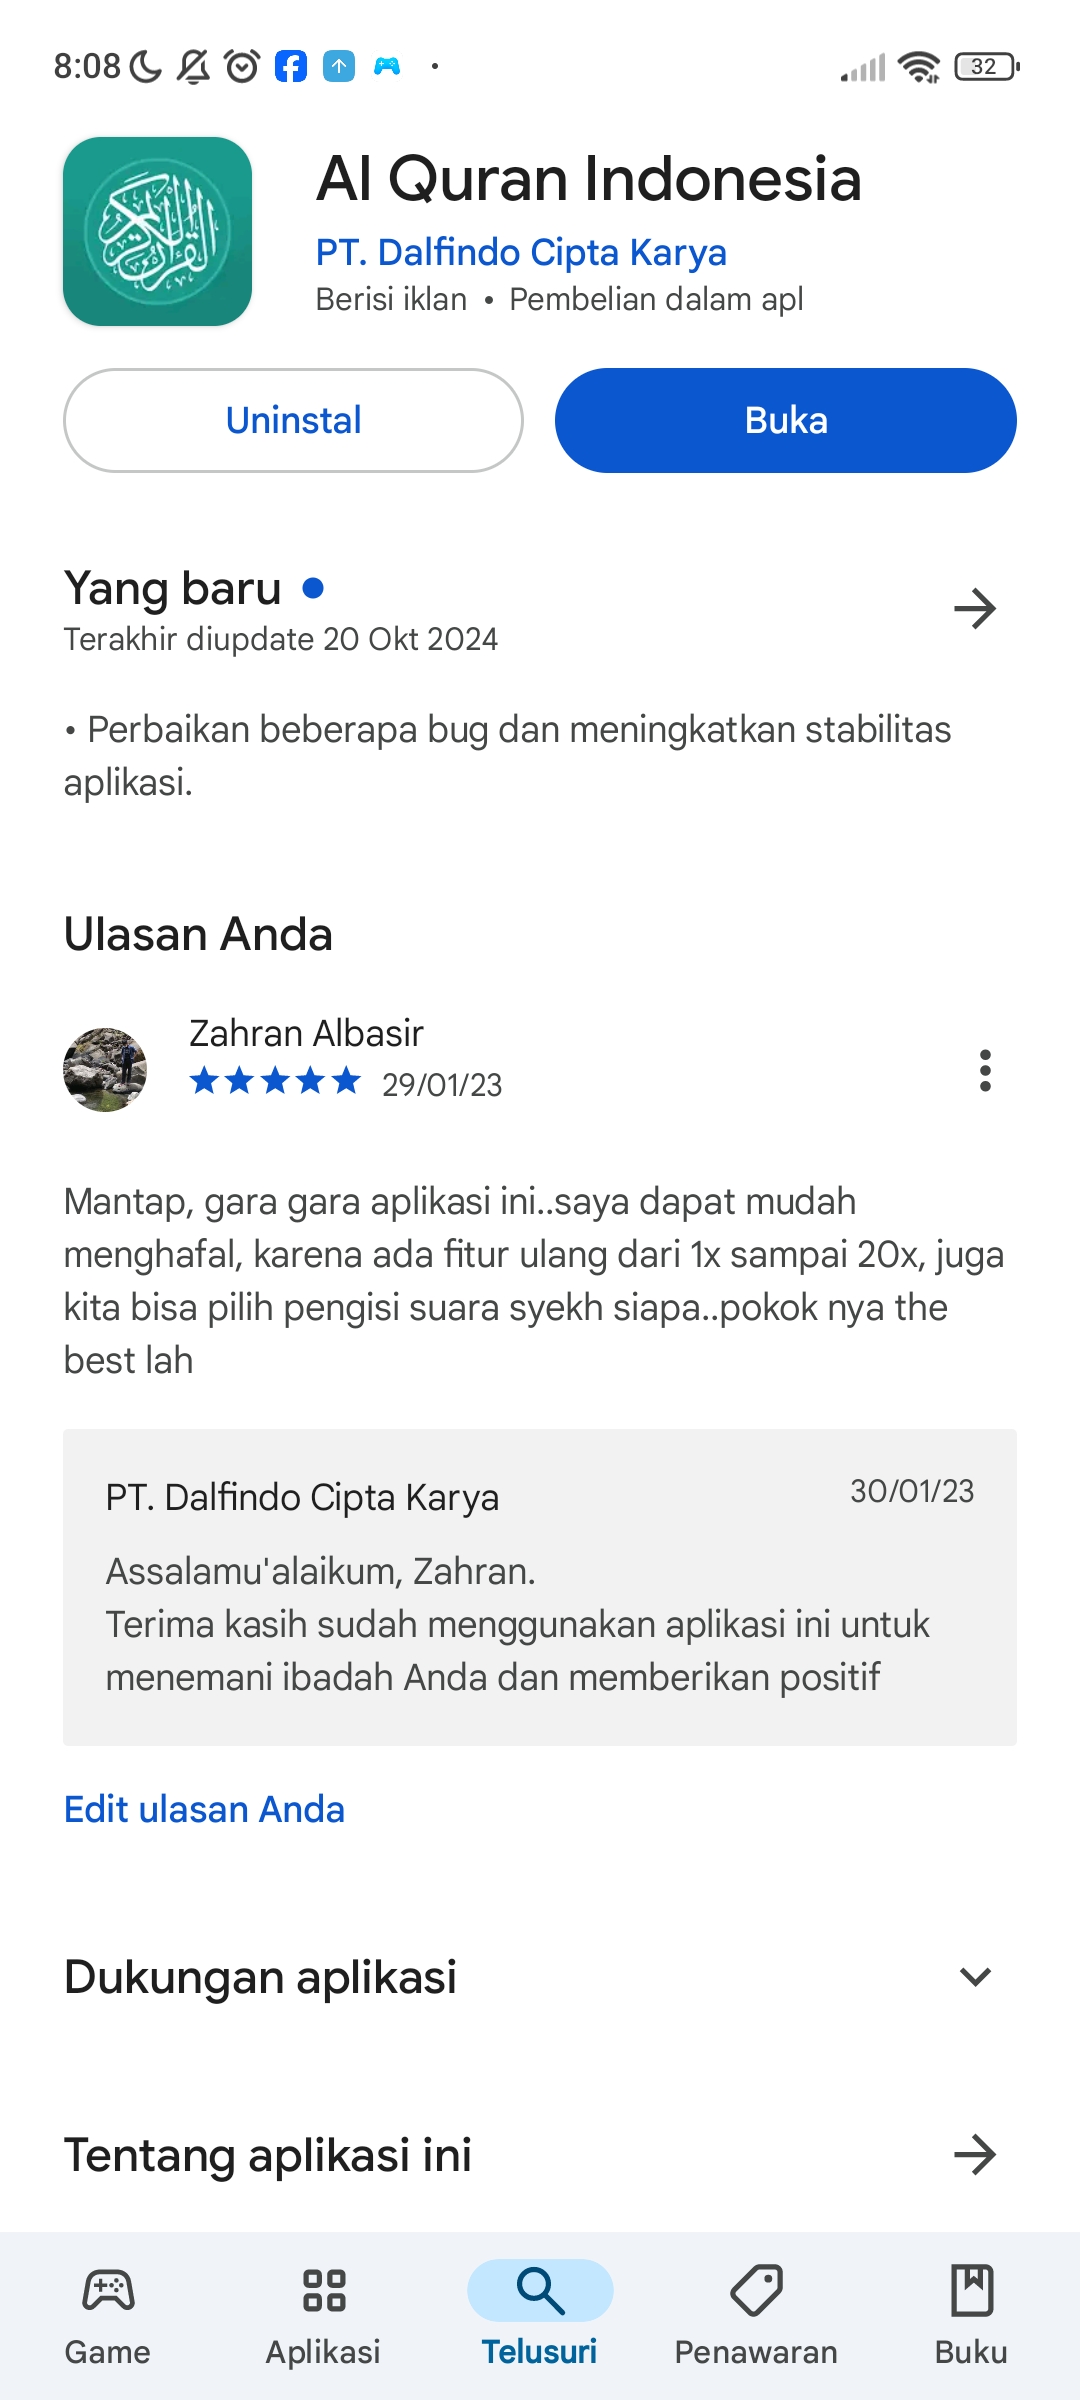 8:08
32
Al Quran Indonesia
PT. Dalfindo Cipta Karya
Berisi iklan • Pembelian dalam apl
Uninstal
Buka
Yang baru
Terakhir diupdate 20 Okt 2024
• Perbaikan beberapa bug dan meningkatkan stabilitas
aplikasi.
Ulasan Anda
Zahran Albasir
29/01/23
Mantap, gara gara aplikasi ini..saya dapat mudah
menghafal, karena ada fitur ulang dari 1x sampai 20x, juga
kita bisa pilih pengisi suara syekh siapa..pokok nya the
best lah
PT. Dalfindo Cipta Karya
30/01/23
Assalamu'alaikum, Zahran.
Terima kasih sudah menggunakan aplikasi ini untuk
menemani ibadah Anda dan memberikan positif
Edit ulasan Anda
Dukungan aplikasi
Tentang aplikasi ini
Game
Aplikasi
Telusuri
Penawaran
Buku